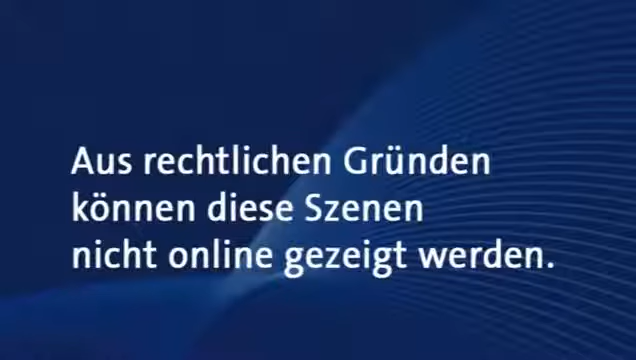 Aus rechtlichen Gründen
können diese Szenen
nicht online gezeigt werden.